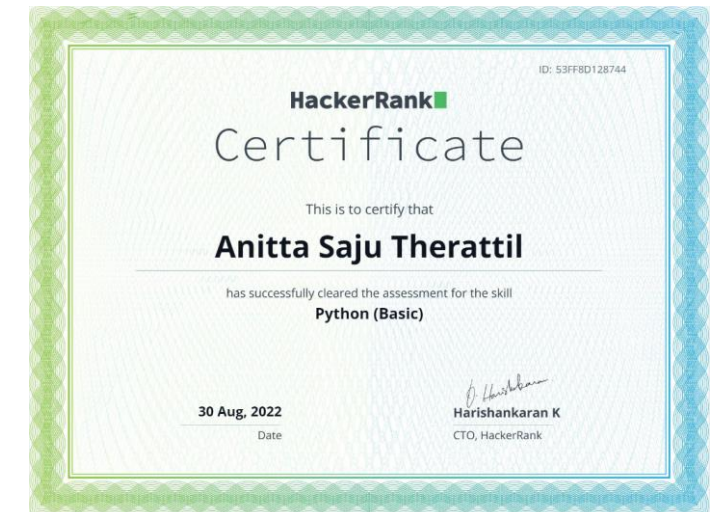 ID: 53FF8D128744
HackerRank
Certificate
This is to certify that
Anitta Saju Therattil
has successfully cleared the assessment for the skill
Python (Basic)
30 Aug, 2022
Date
Harishankaran K
CTO, HackerRank